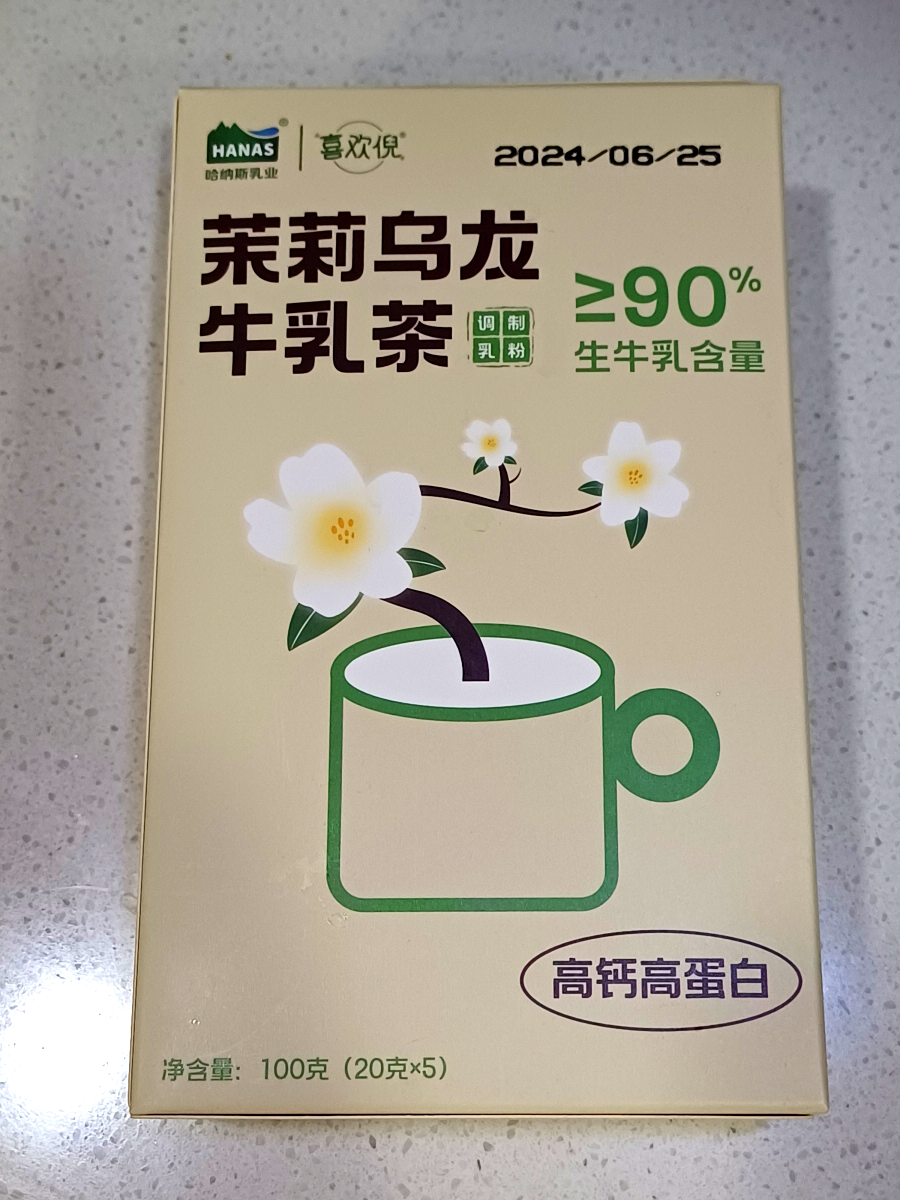 HANAS®
哈纳斯乳业
喜欢倪®
2024/06/25
茉莉乌龙
牛乳茶
调制
乳粉
≥90%
生牛乳含量
高钙高蛋白
净含量：100克（20克×5）